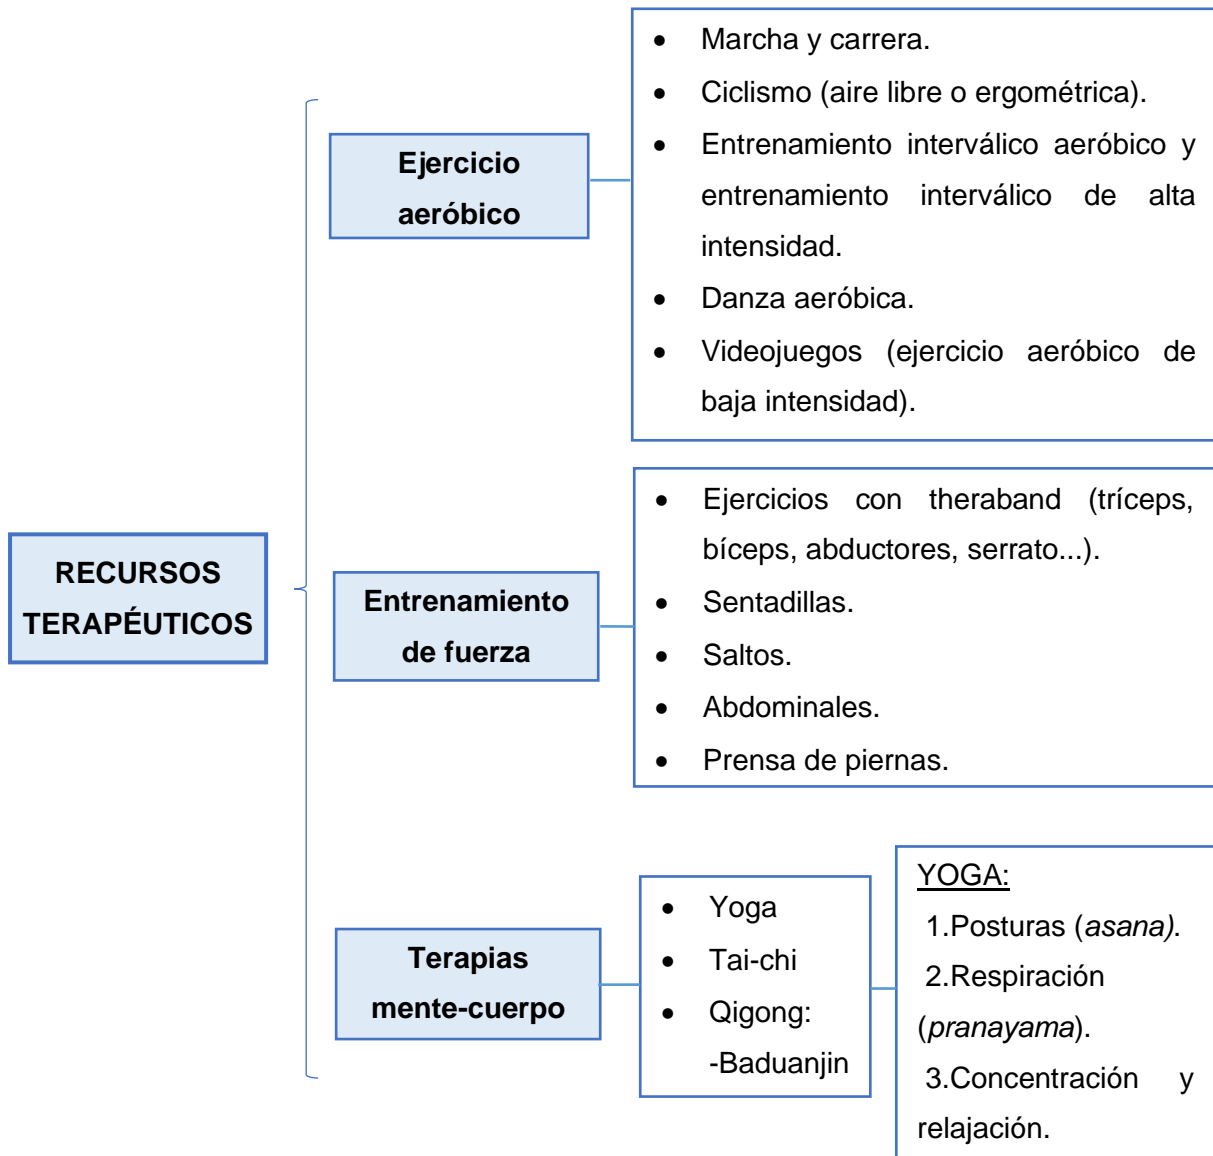 RECURSOS
TERAPÉUTICOS
Ejercicio
aeróbico
• Marcha y carrera.
• Ciclismo (aire libre o ergométrica).
• Entrenamiento interválico aeróbico y
entrenamiento interválico de alta
intensidad.
• Danza aeróbica.
• Videojuegos (ejercicio aeróbico de
baja intensidad).
Entrenamiento
de fuerza
• Ejercicios con theraband (tríceps,
bíceps, abductores, serrato...).
• Sentadillas.
• Saltos.
• Abdominales.
• Prensa de piernas.
Terapias
mente-cuerpo
• Yoga
• Tai-chi
• Qigong:
-Baduanjin
YOGA:
1.Posturas (asana).
2.Respiración
(pranayama).
3.Concentración y
relajación.